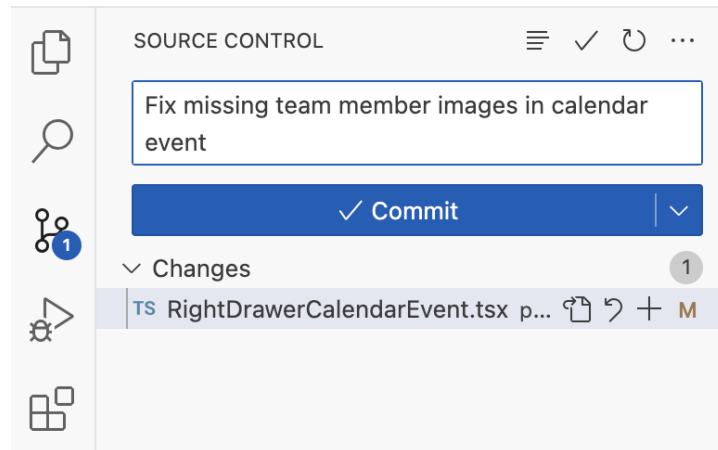 SOURCE CONTROL
Fix missing team member images in calendar
event
Commit
1
Changes 1
TS RightDrawerCalendarEvent.tsx p... M